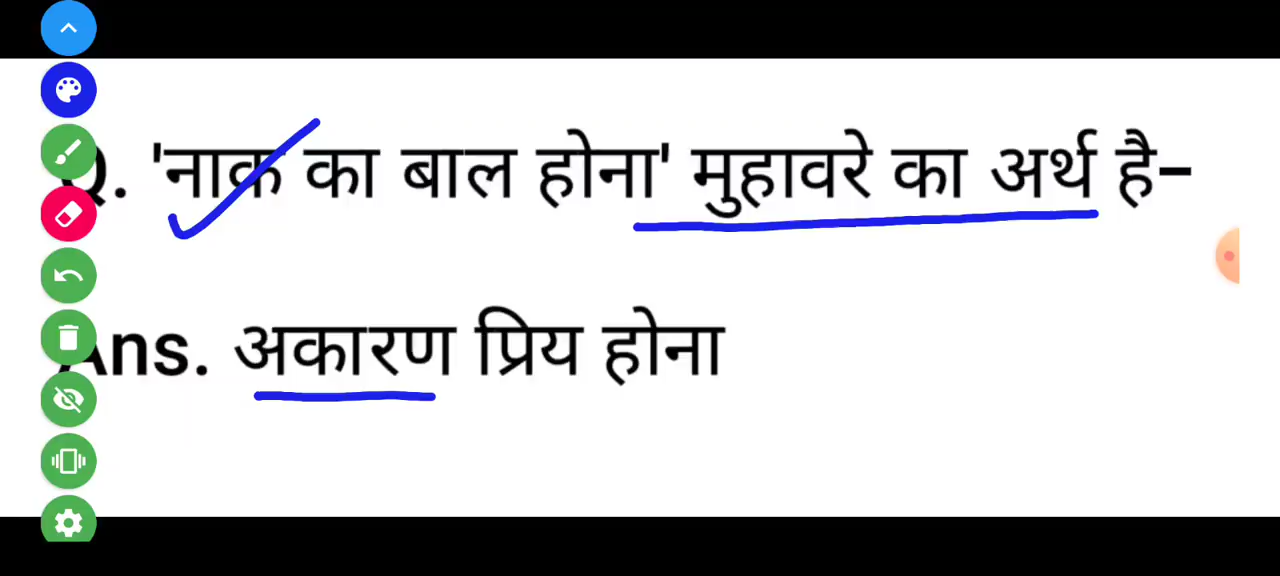 Q. 'नाक का बाल होना' मुहावरे का अर्थ है–
Ans. अकारण प्रिय होना